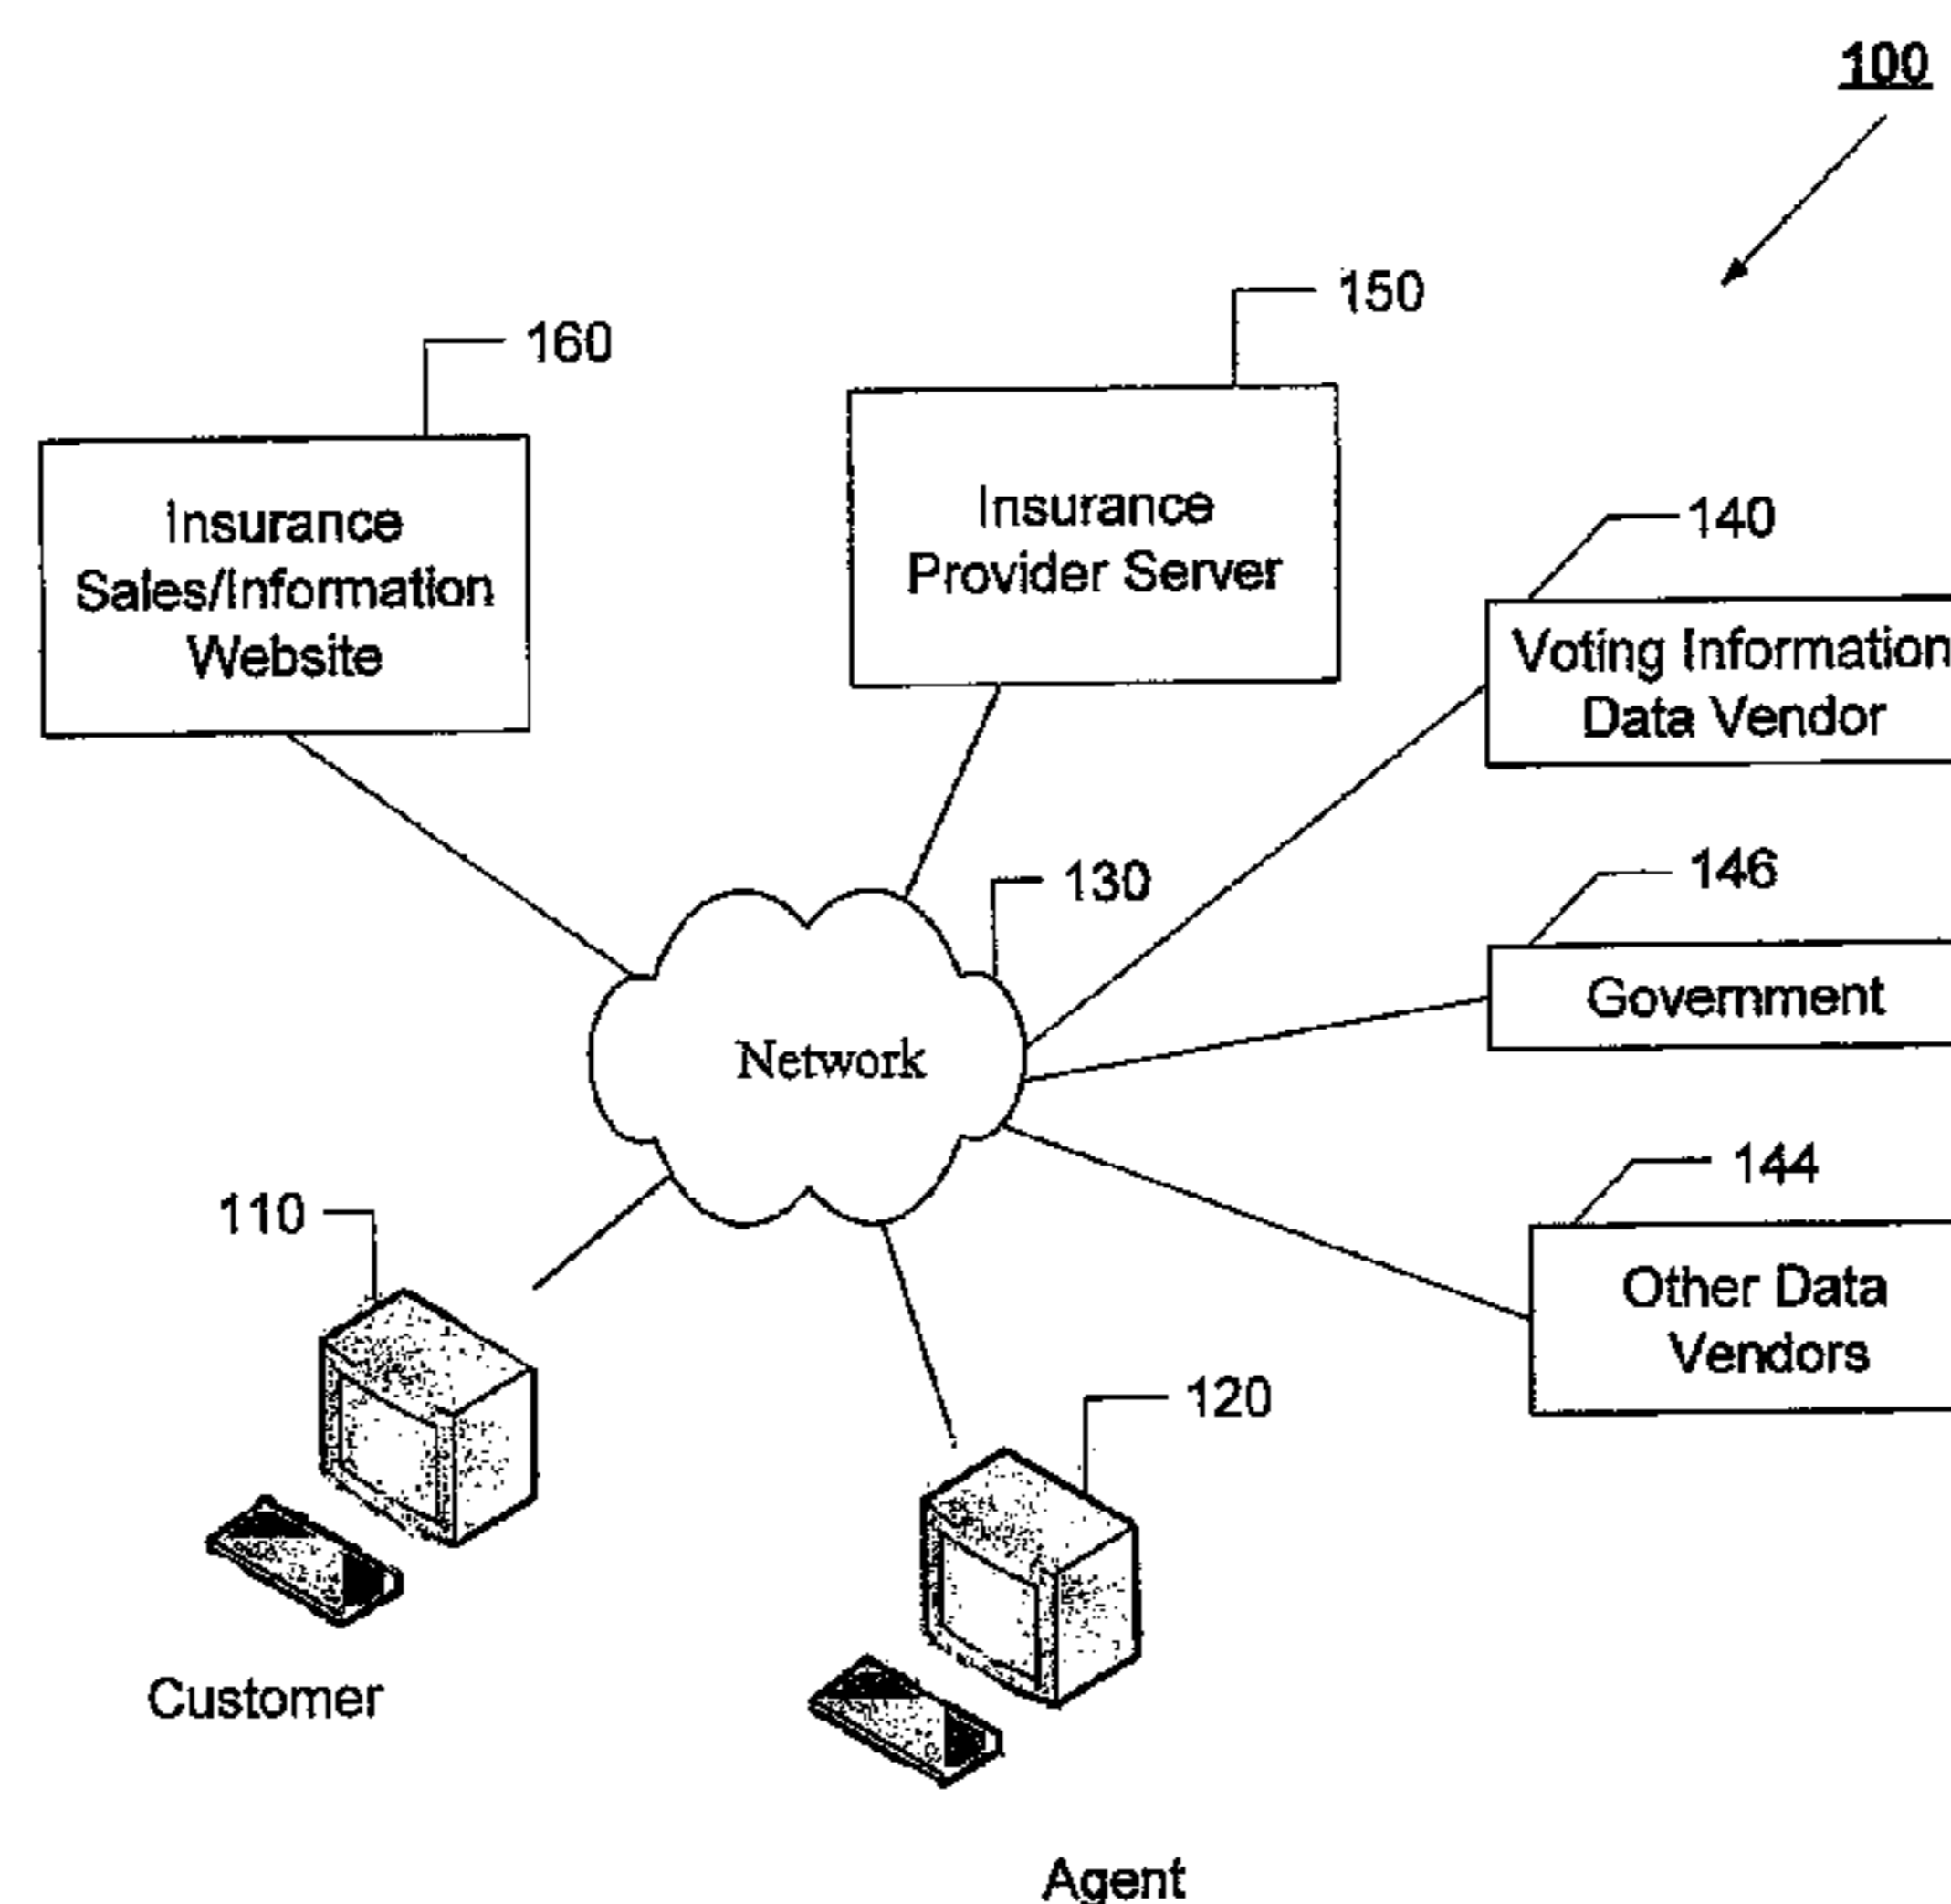 100
150
160
Insurance
Sales/Information
Website
Insurance
Provider Server
140
Voting Information
Data Vendor
130
146
Government
Network
144
Other Data
Vendors
110
120
Customer
Agent